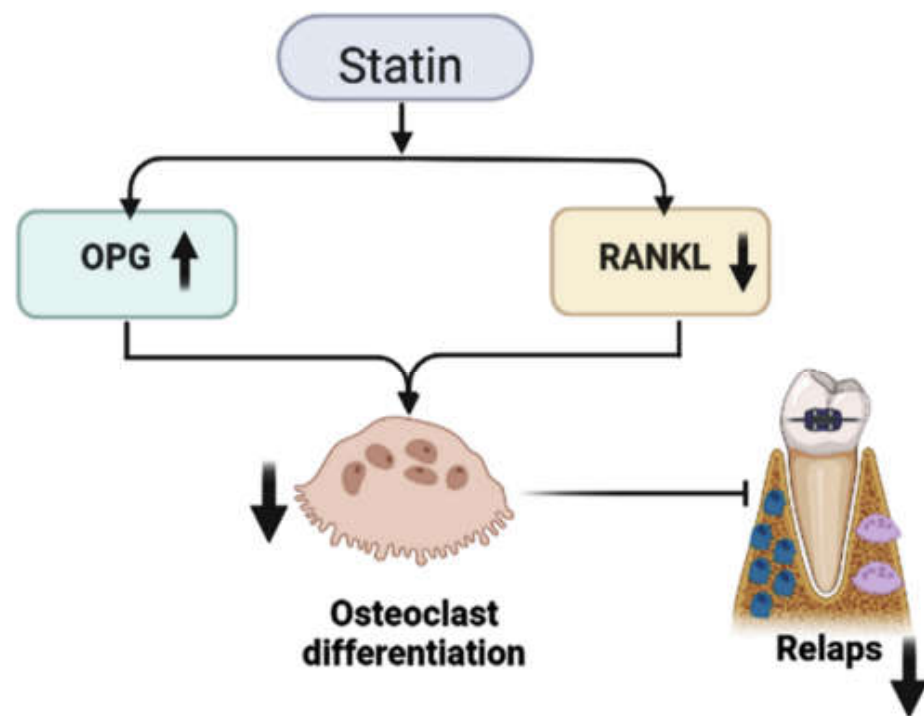 Statin
OPG
RANKL
Osteoclast
differentiation
Relaps